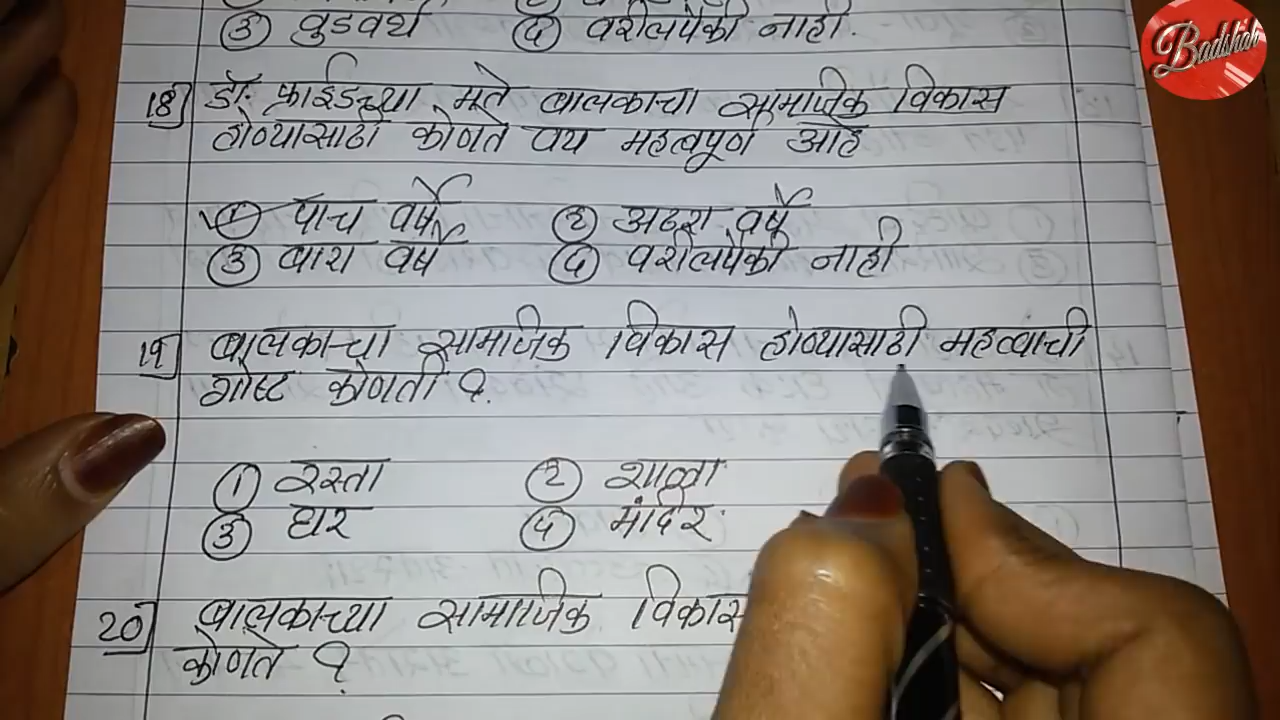 ③ वुडवर्थ ④ वरीलपैकी नाही.
Badshah
18] डॉ. फ्राईडच्या मते बालकाचा सामाजिक विकास
होण्यासाठी कोणते वय महत्वपूर्ण आहे
① पाच वर्षे ② अठरा वर्षे
③ बारा वर्षे ④ वरीलपैकी नाही
19] बालकाचा सामाजिक विकास होण्यासाठी महत्वाची
गोष्ट कोणती ?
① रस्ता ② शाळा
③ घर ④ मंदिर
20] बालकाच्या सामाजिक विकास
कोणते ?